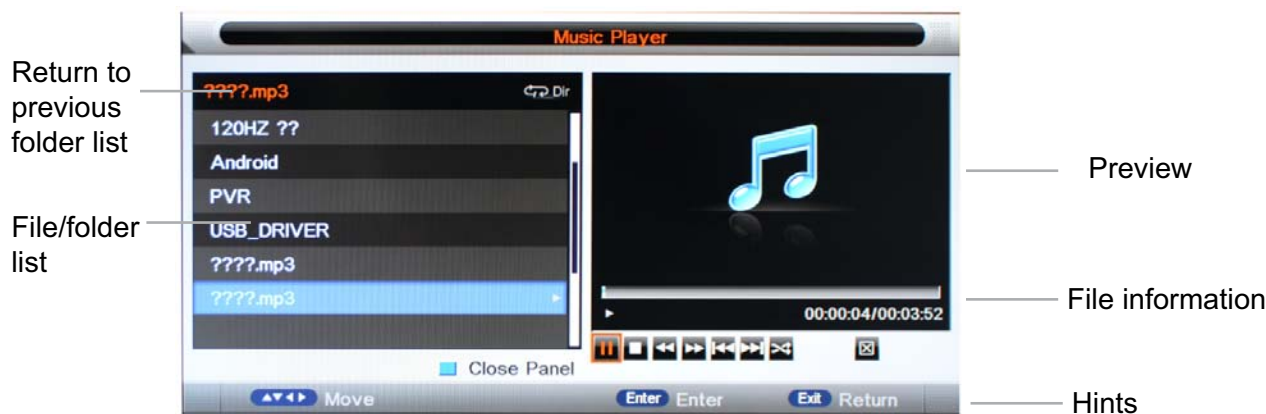 Music Player
Return to
previous
folder list
????.mp3
Dir
120HZ ??
Android
PVR
USB_DRIVER
????.mp3
????.mp3
File/folder
list
Preview
00:00:04/00:03:52
File information
Close Panel
Move
Enter Enter
Exit Return
Hints